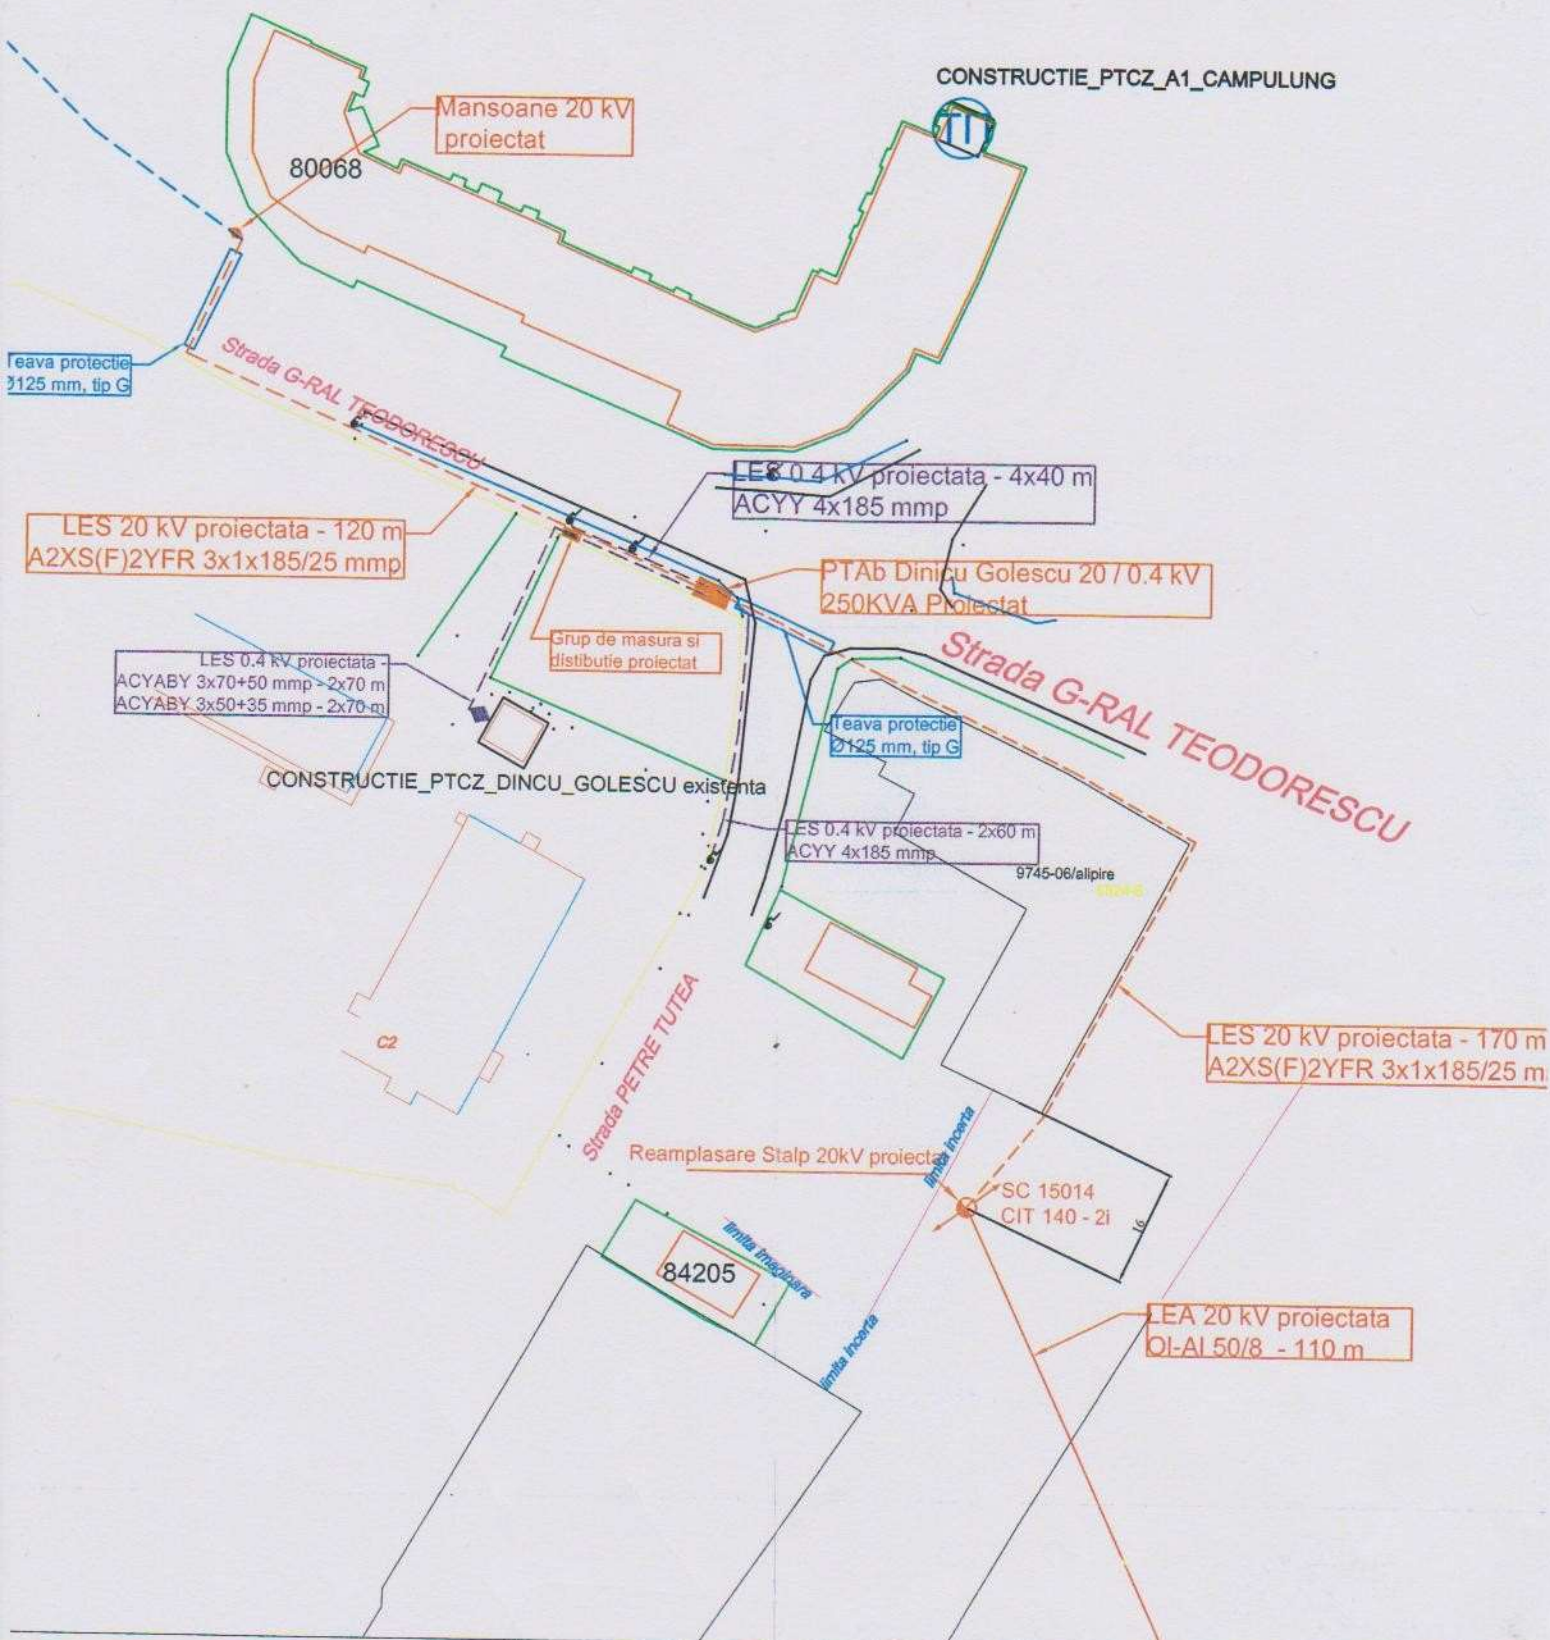 CONSTRUCTIE_PTCZ_A1_CAMPULUNG
Mansoane 20 kV
proiectat
80068
Strada G-RAL TEODORESCU
Teava protectie
Ø125 mm, tip G
LES 0.4 kV proiectata - 4x40 m
ACYY 4x185 mmp
LES 20 kV proiectata - 120 m
A2XS(F)2YFR 3x1x185/25 mmp
PTAb Dinicu Golescu 20 / 0.4 kV
250KVA Proiectat
Grup de masura si
distibutie proiectat
Strada G-RAL TEODORESCU
LES 0.4 kV proiectata -
ACYABY 3x70+50 mmp - 2x70 m
ACYABY 3x50+35 mmp - 2x70 m
Teava protectie
Ø125 mm, tip G
CONSTRUCTIE_PTCZ_DINCU_GOLESCU existenta
LES 0.4 kV proiectata - 2x60 m
ACYY 4x185 mmp
9745-06/alipire
C2
Strada PETRE TUTEA
LES 20 kV proiectata - 170 m
A2XS(F)2YFR 3x1x185/25 m
limita incerta
Reamplasare Stalp 20kV proiecta
SC 15014
CIT 140 - 2i
16
limita imaginara
84205
limita incerta
LEA 20 kV proiectata
Ol-Al 50/8 - 110 m